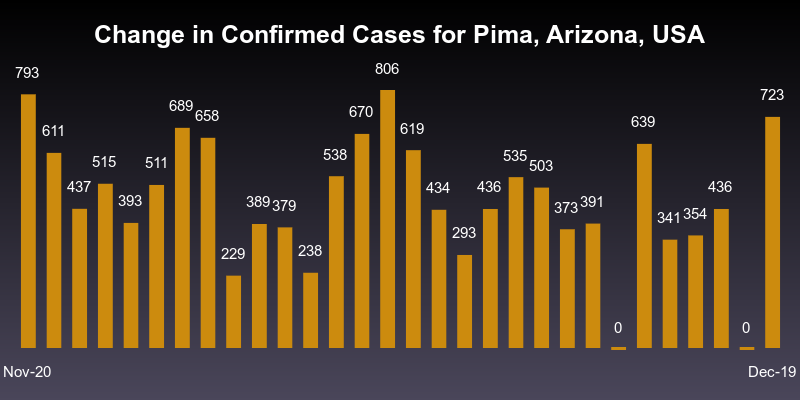 Change in Confirmed Cases for Pima, Arizona, USA
793 611 437 515 393 511 689 658 229 389 379 238 538 670 806 619 434 293 436 535 503 373 391 0 639 341 354 436 0 723
Nov-20 Dec-19